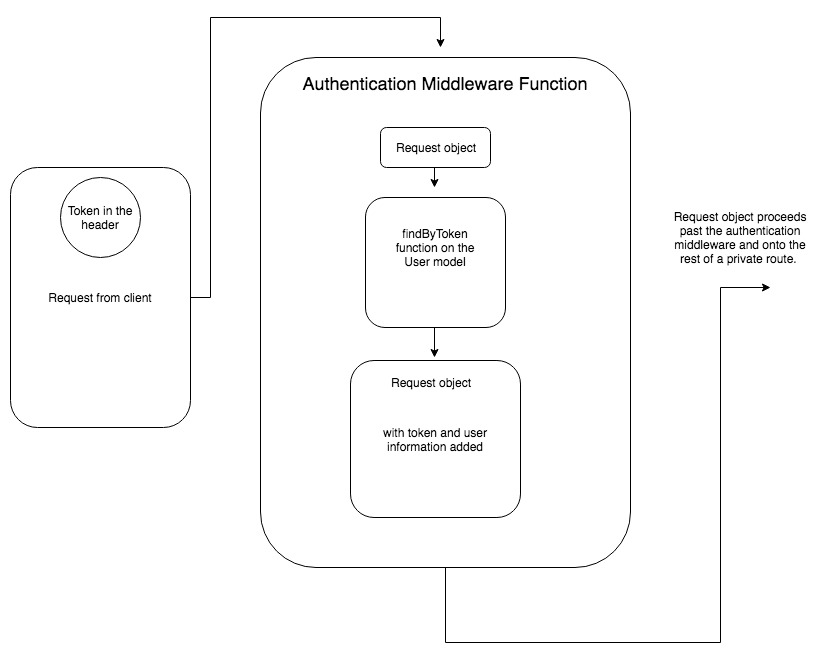 Authentication Middleware Function
Request object
Token in the
header
Request from client
findByToken
function on the
User model
Request object
with token and user
information added
Request object proceeds
past the authentication
middleware and onto the
rest of a private route.